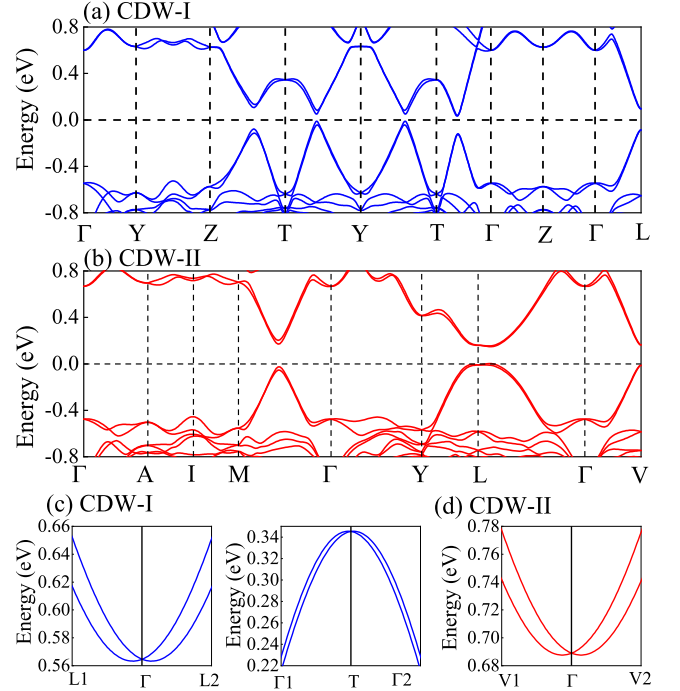 (a) CDW-I
Energy (eV)
0.8
0.4
0.0
-0.4
-0.8
Γ Y Z T Y T Γ Z Γ L
(b) CDW-II
Energy (eV)
0.8
0.4
0.0
-0.4
-0.8
Γ A I M Γ Y L Γ V
(c) CDW-I
Energy (eV)
0.66
0.64
0.62
0.60
0.58
0.56
L1 Γ L2
Energy (eV)
0.34
0.32
0.30
0.28
0.26
0.24
0.22
Γ1 T Γ2
(d) CDW-II
Energy (eV)
0.78
0.76
0.74
0.72
0.70
0.68
V1 Γ V2